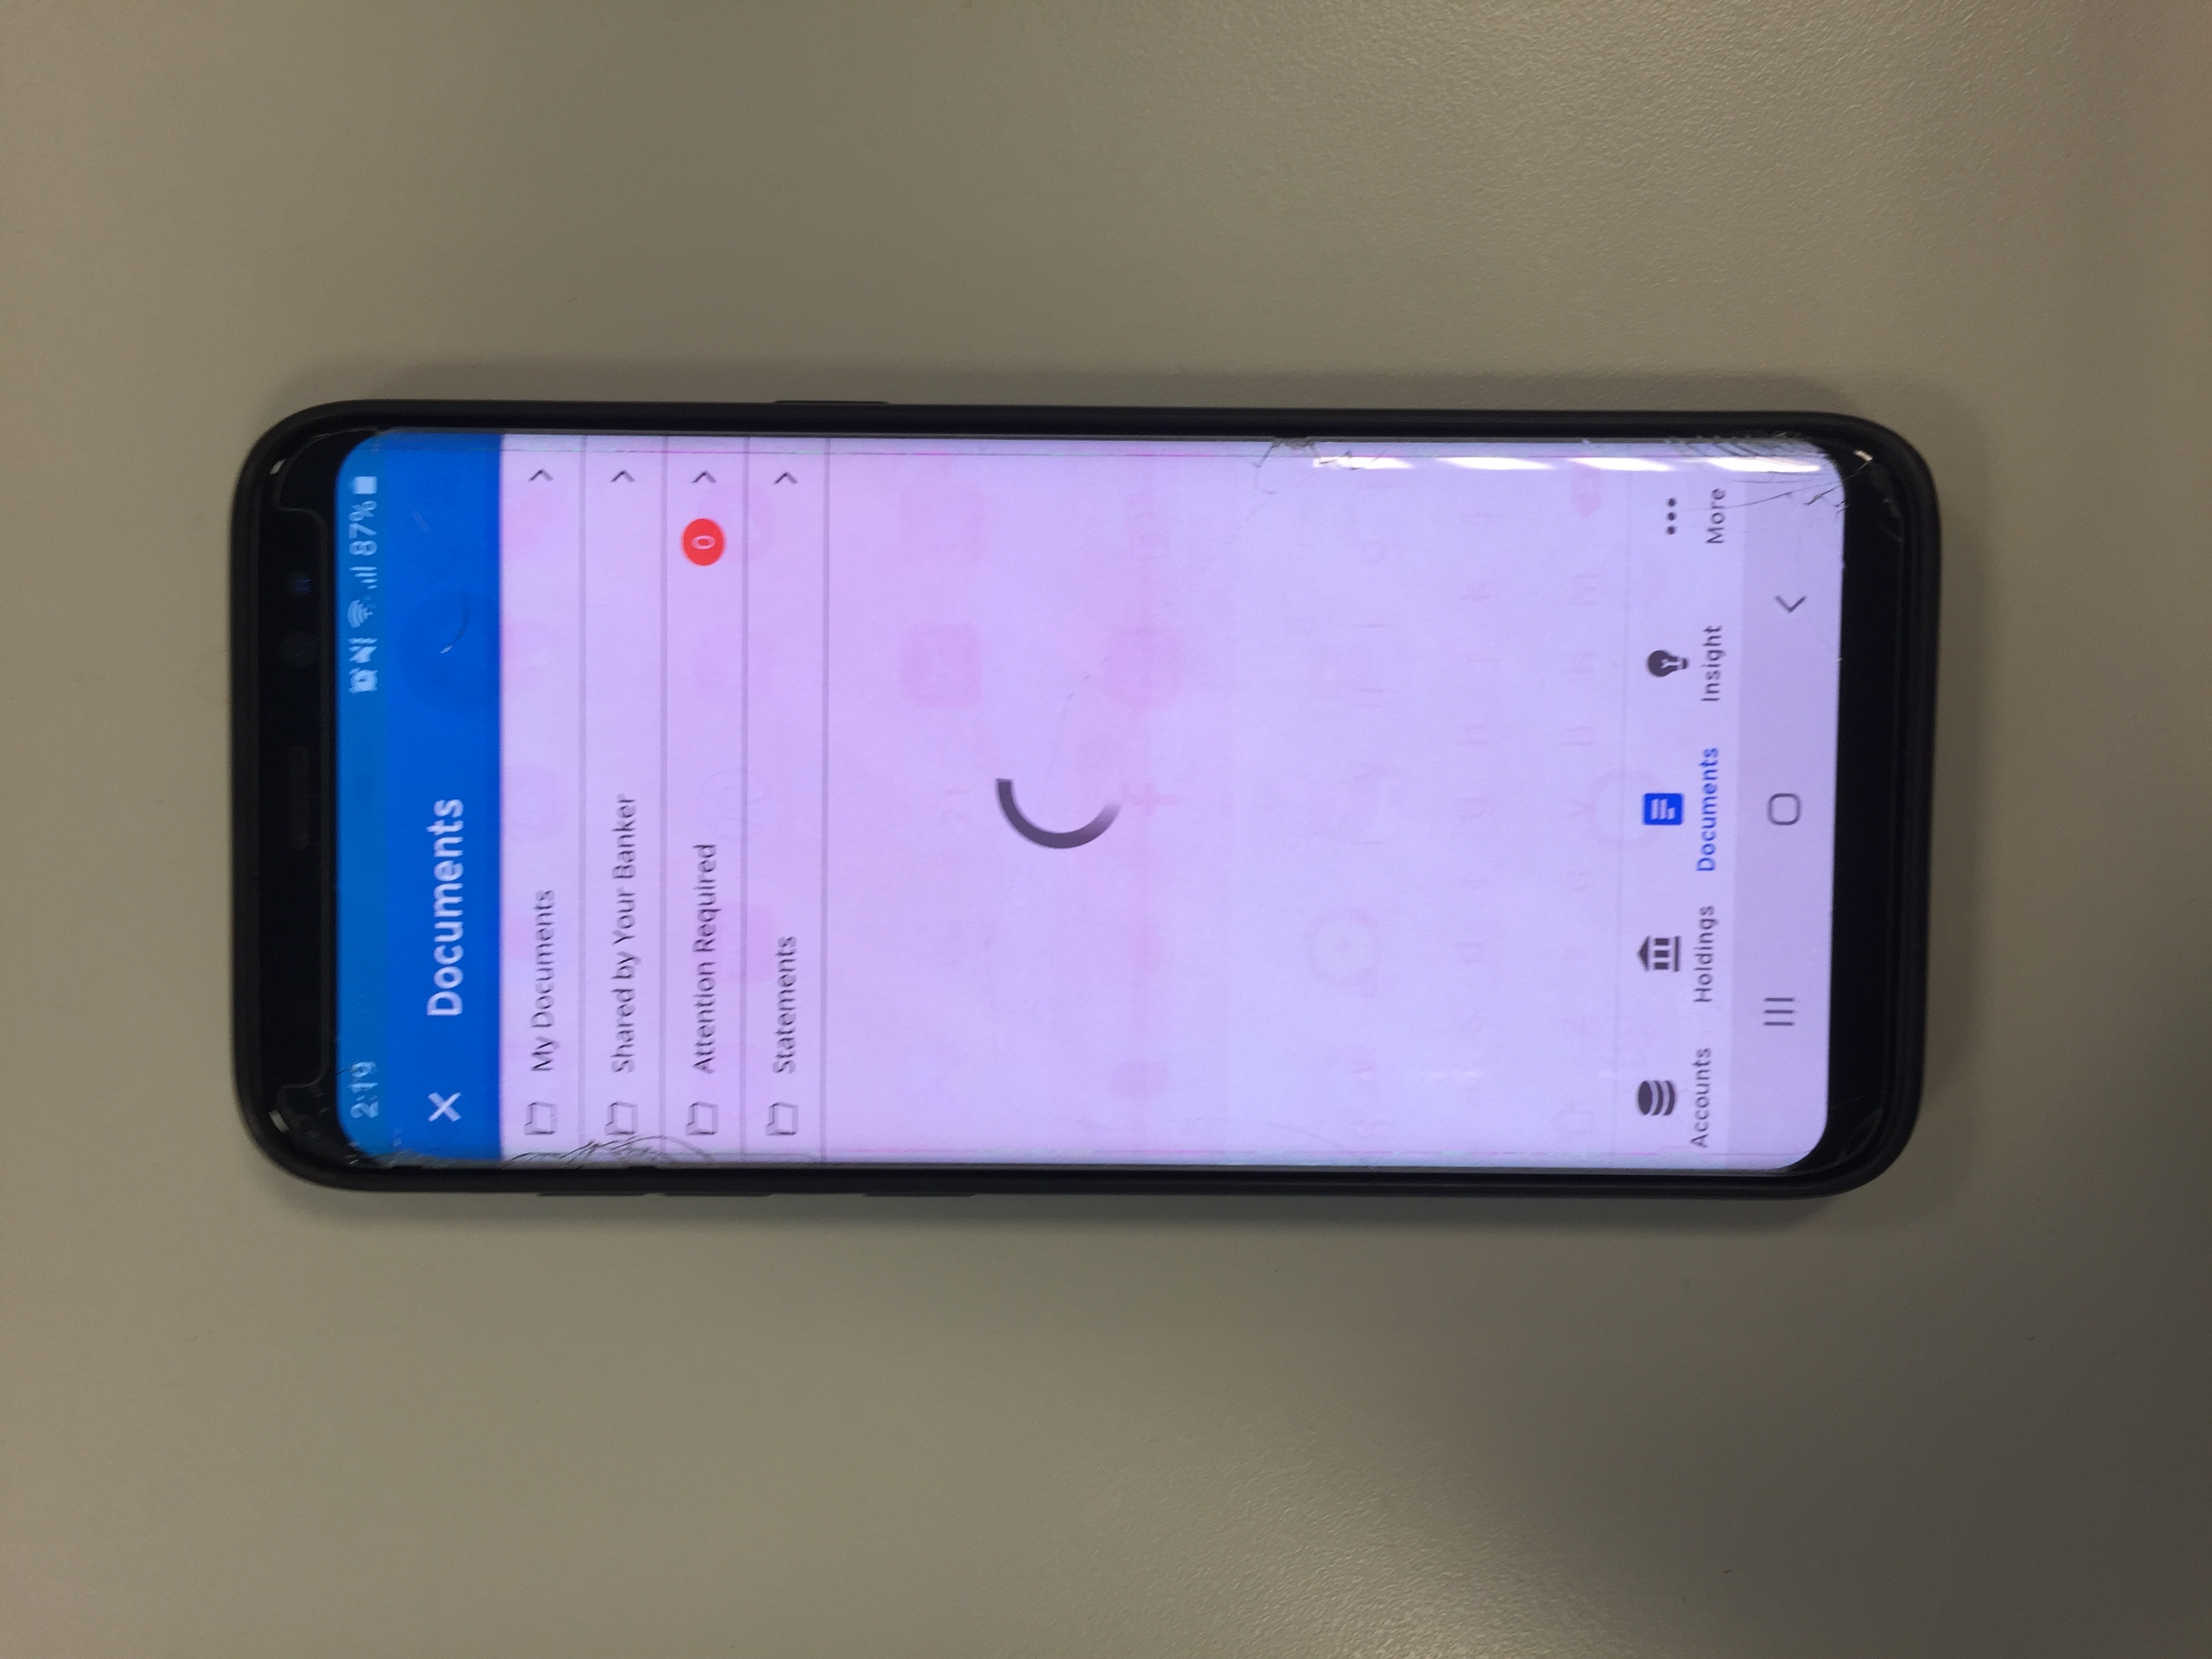 2:19 87%
Documents
My Documents
Shared by Your Banker
Attention Required 0
Statements
Accounts Holdings Documents Insight More